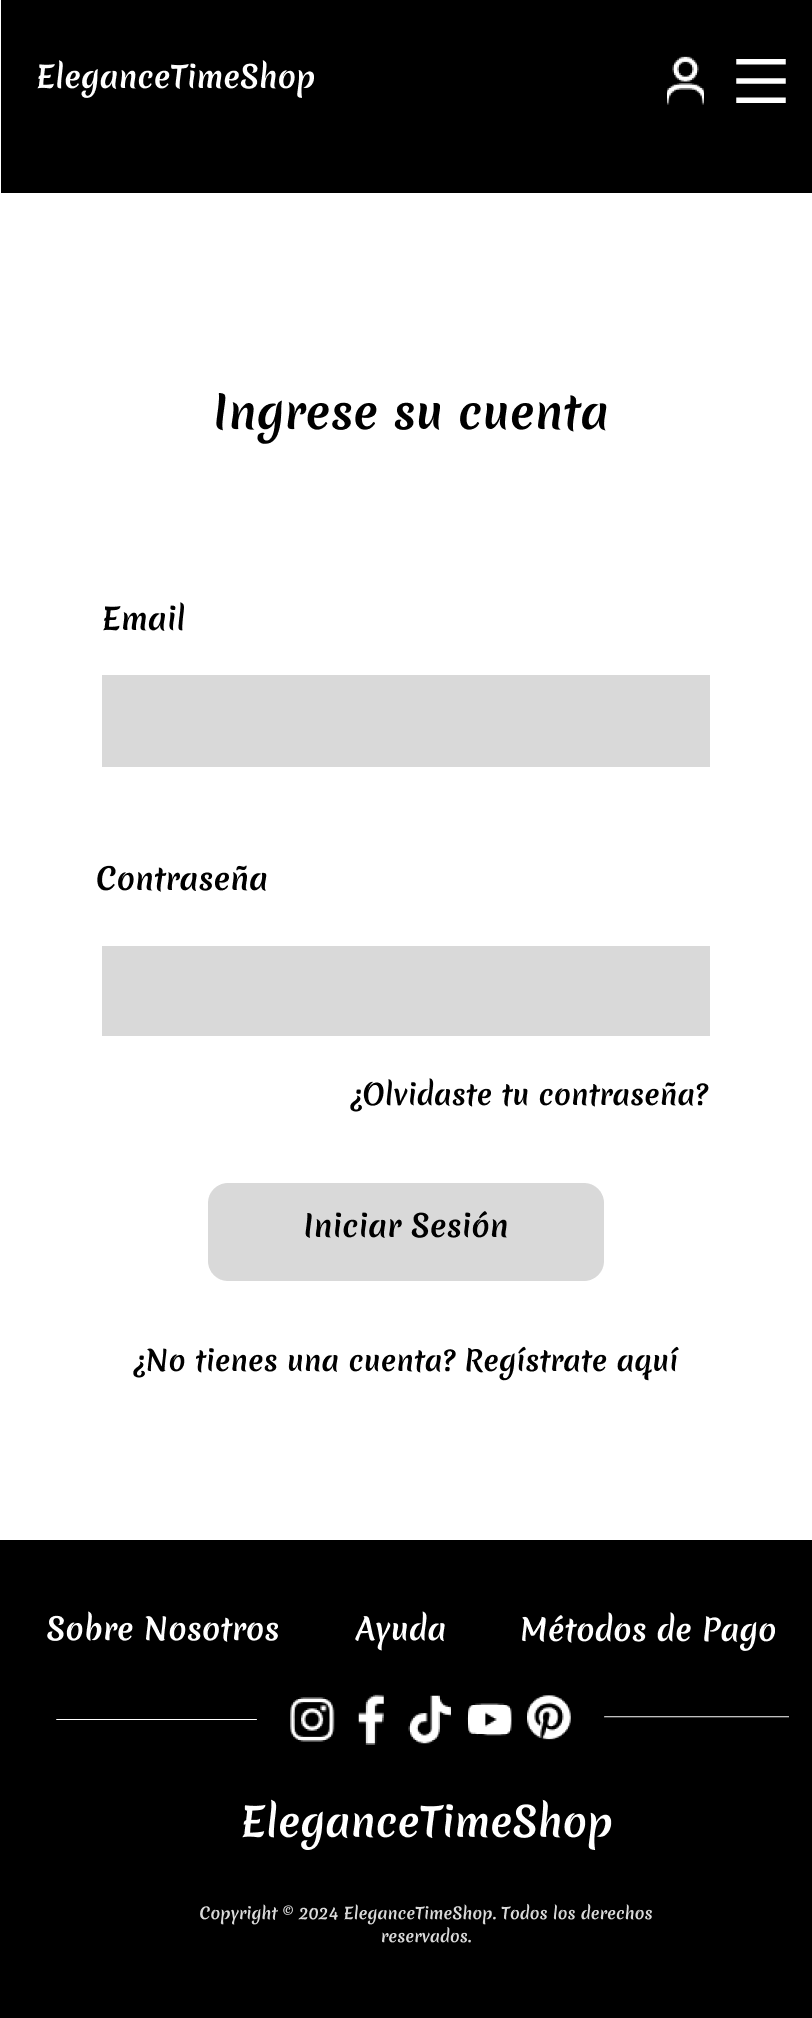 EleganceTimeShop
Ingrese su cuenta
Email
Contraseña
¿Olvidaste tu contraseña?
Iniciar Sesión
¿No tienes una cuenta? Regístrate aquí
Sobre Nosotros Ayuda Métodos de Pago
EleganceTimeShop
Copyright © 2024 EleganceTimeShop. Todos los derechos
reservados.